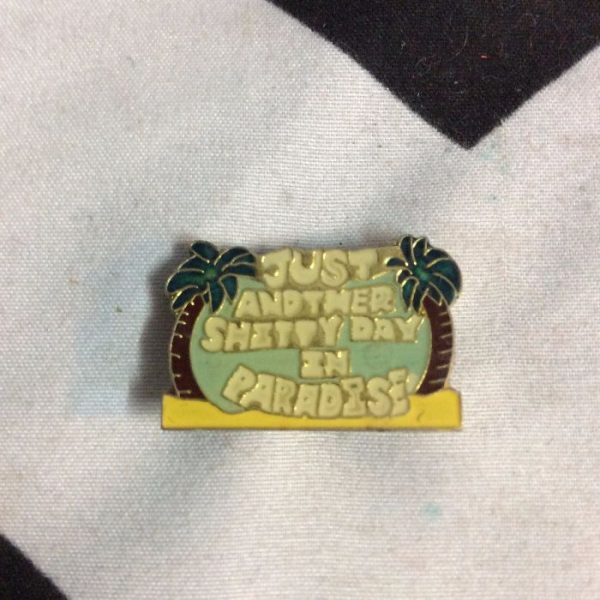 JUST
ANOTHER
SHITTY DAY
IN
PARADISE